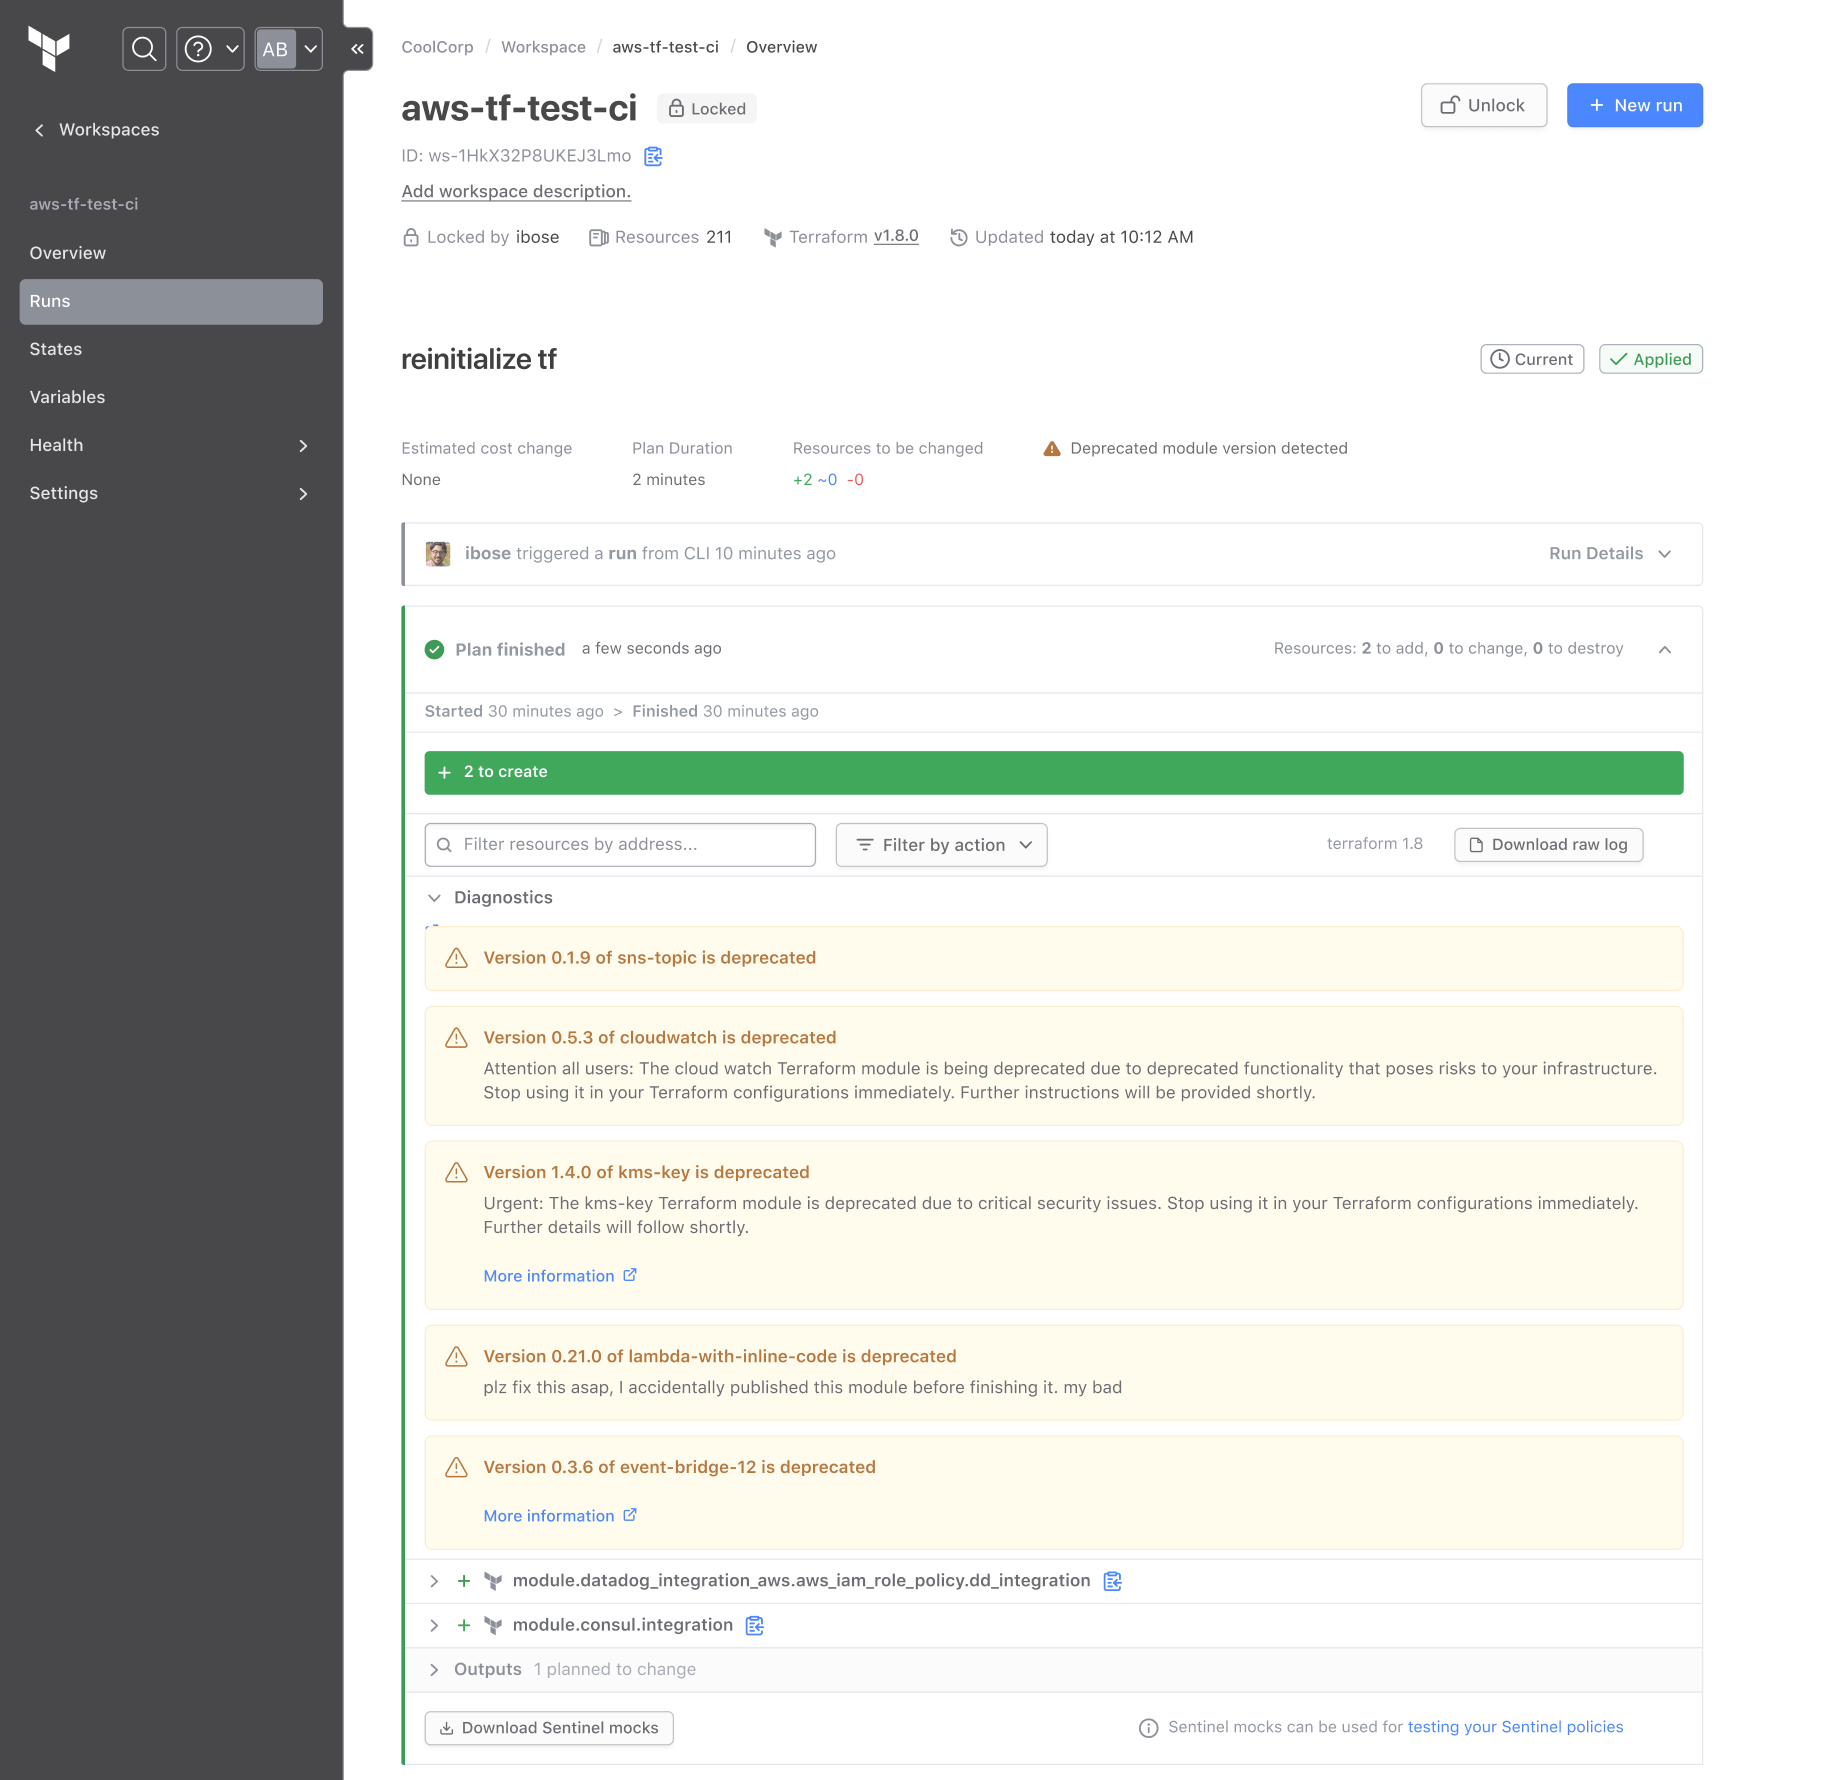 AB
CoolCorp / Workspace / aws-tf-test-ci / Overview
Workspaces
aws-tf-test-ci
Overview
Runs
States
Variables
Health
Settings
aws-tf-test-ci Locked
Unlock
+ New run
ID: ws-1HkX32P8UKEJ3Lmo
Add workspace description.
Locked by ibose Resources 211 Terraform v1.8.0 Updated today at 10:12 AM
reinitialize tf
Current
Applied
Estimated cost change Plan Duration Resources to be changed Deprecated module version detected
None 2 minutes +2 ~0 -0
ibose triggered a run from CLI 10 minutes ago
Run Details
Plan finished a few seconds ago
Resources: 2 to add, 0 to change, 0 to destroy
Started 30 minutes ago > Finished 30 minutes ago
+ 2 to create
Filter resources by address...
Filter by action
terraform 1.8
Download raw log
Diagnostics
Version 0.1.9 of sns-topic is deprecated
Version 0.5.3 of cloudwatch is deprecated
Attention all users: The cloud watch Terraform module is being deprecated due to deprecated functionality that poses risks to your infrastructure.
Stop using it in your Terraform configurations immediately. Further instructions will be provided shortly.
Version 1.4.0 of kms-key is deprecated
Urgent: The kms-key Terraform module is deprecated due to critical security issues. Stop using it in your Terraform configurations immediately.
Further details will follow shortly.
More information
Version 0.21.0 of lambda-with-inline-code is deprecated
plz fix this asap, I accidentally published this module before finishing it. my bad
Version 0.3.6 of event-bridge-12 is deprecated
More information
+ module.datadog_integration_aws.aws_iam_role_policy.dd_integration
+ module.consul.integration
Outputs 1 planned to change
Download Sentinel mocks
Sentinel mocks can be used for testing your Sentinel policies